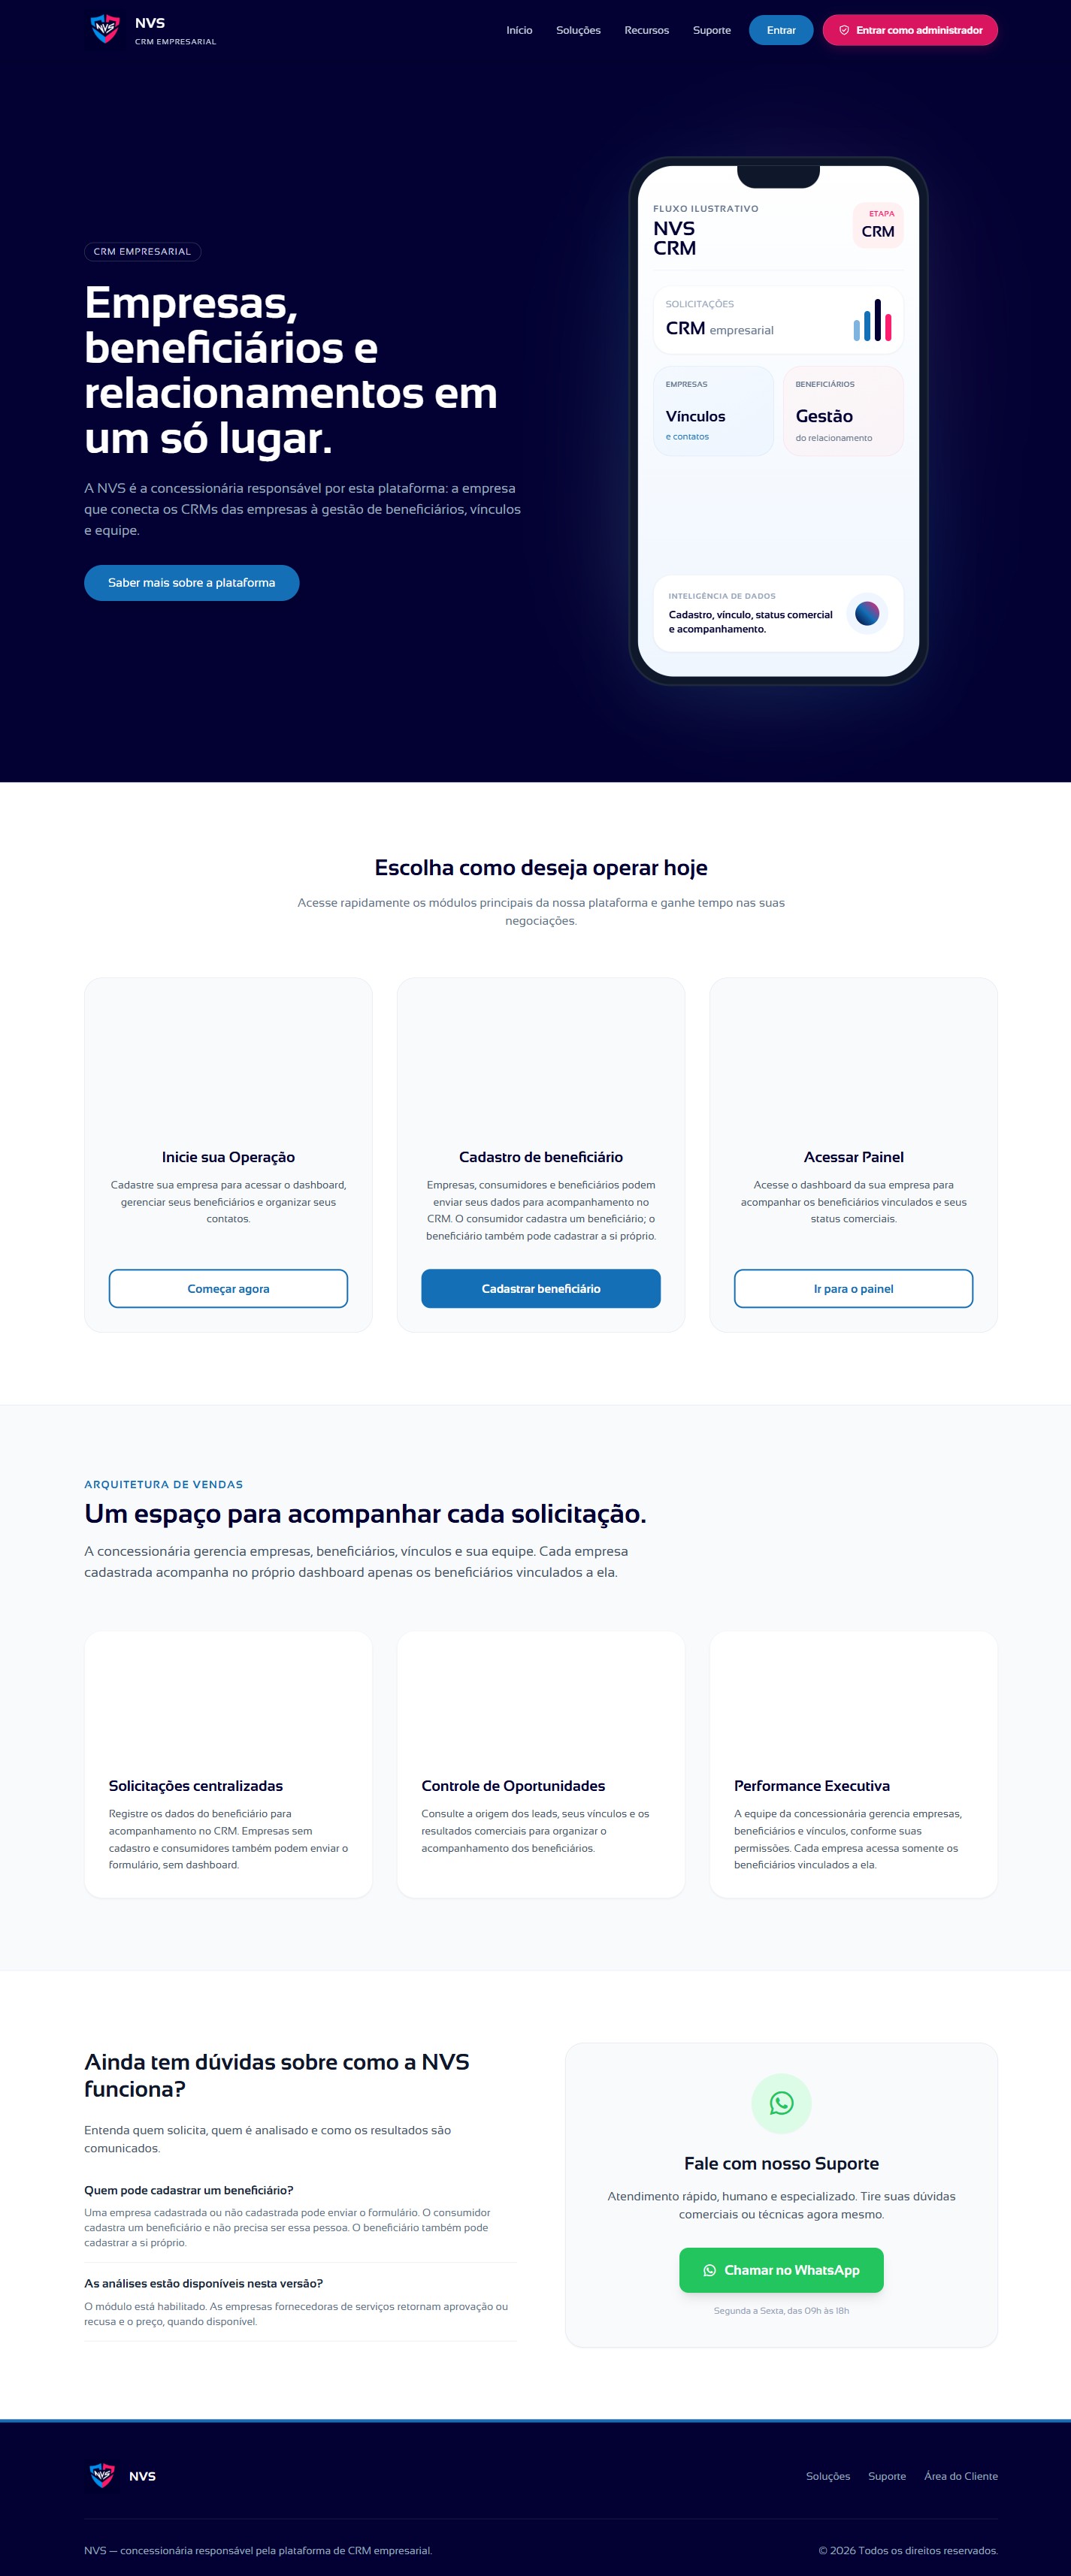 NVS
CRM EMPRESARIAL
Início
Soluções
Recursos
Suporte
Entrar
Entrar como administrador
CRM EMPRESARIAL
Empresas,
beneficiários e
relacionamentos em
um só lugar.
A NVS é a concessionária responsável por esta plataforma: a empresa
que conecta os CRMs das empresas à gestão de beneficiários, vínculos
e equipe.
Saber mais sobre a plataforma
FLUXO ILUSTRATIVO
NVS
CRM
ETAPA
CRM
SOLICITAÇÕES
CRM empresarial
EMPRESAS
Vínculos
e contatos
BENEFICIÁRIOS
Gestão
do relacionamento
INTELIGÊNCIA DE DADOS
Cadastro, vínculo, status comercial
e acompanhamento.
Escolha como deseja operar hoje
Acesse rapidamente os módulos principais da nossa plataforma e ganhe tempo nas suas
negociações.
Inicie sua Operação
Cadastre sua empresa para acessar o dashboard,
gerenciar seus beneficiários e organizar seus
contatos.
Começar agora
Cadastro de beneficiário
Empresas, consumidores e beneficiários podem
enviar seus dados para acompanhamento no
CRM. O consumidor cadastra um beneficiário; o
beneficiário também pode cadastrar a si próprio.
Cadastrar beneficiário
Acessar Painel
Acesse o dashboard da sua empresa para
acompanhar os beneficiários vinculados e seus
status comerciais.
Ir para o painel
ARQUITETURA DE VENDAS
Um espaço para acompanhar cada solicitação.
A concessionária gerencia empresas, beneficiários, vínculos e sua equipe. Cada empresa
cadastrada acompanha no próprio dashboard apenas os beneficiários vinculados a ela.
Solicitações centralizadas
Registre os dados do beneficiário para
acompanhamento no CRM. Empresas sem
cadastro e consumidores também podem enviar o
formulário, sem dashboard.
Controle de Oportunidades
Consulte a origem dos leads, seus vínculos e os
resultados comerciais para organizar o
acompanhamento dos beneficiários.
Performance Executiva
A equipe da concessionária gerencia empresas,
beneficiários e vínculos, conforme suas
permissões. Cada empresa acessa somente os
beneficiários vinculados a ela.
Ainda tem dúvidas sobre como a NVS
funciona?
Entenda quem solicita, quem é analisado e como os resultados são
comunicados.
Quem pode cadastrar um beneficiário?
Uma empresa cadastrada ou não cadastrada pode enviar o formulário. O consumidor
cadastra um beneficiário e não precisa ser essa pessoa. O beneficiário também pode
cadastrar a si próprio.
As análises estão disponíveis nesta versão?
O módulo está habilitado. As empresas fornecedoras de serviços retornam aprovação ou
recusa e o preço, quando disponível.
Fale com nosso Suporte
Atendimento rápido, humano e especializado. Tire suas dúvidas
comerciais ou técnicas agora mesmo.
Chamar no WhatsApp
Segunda a Sexta, das 09h às 18h
NVS
Soluções
Suporte
Área do Cliente
NVS — concessionária responsável pela plataforma de CRM empresarial.
© 2026 Todos os direitos reservados.